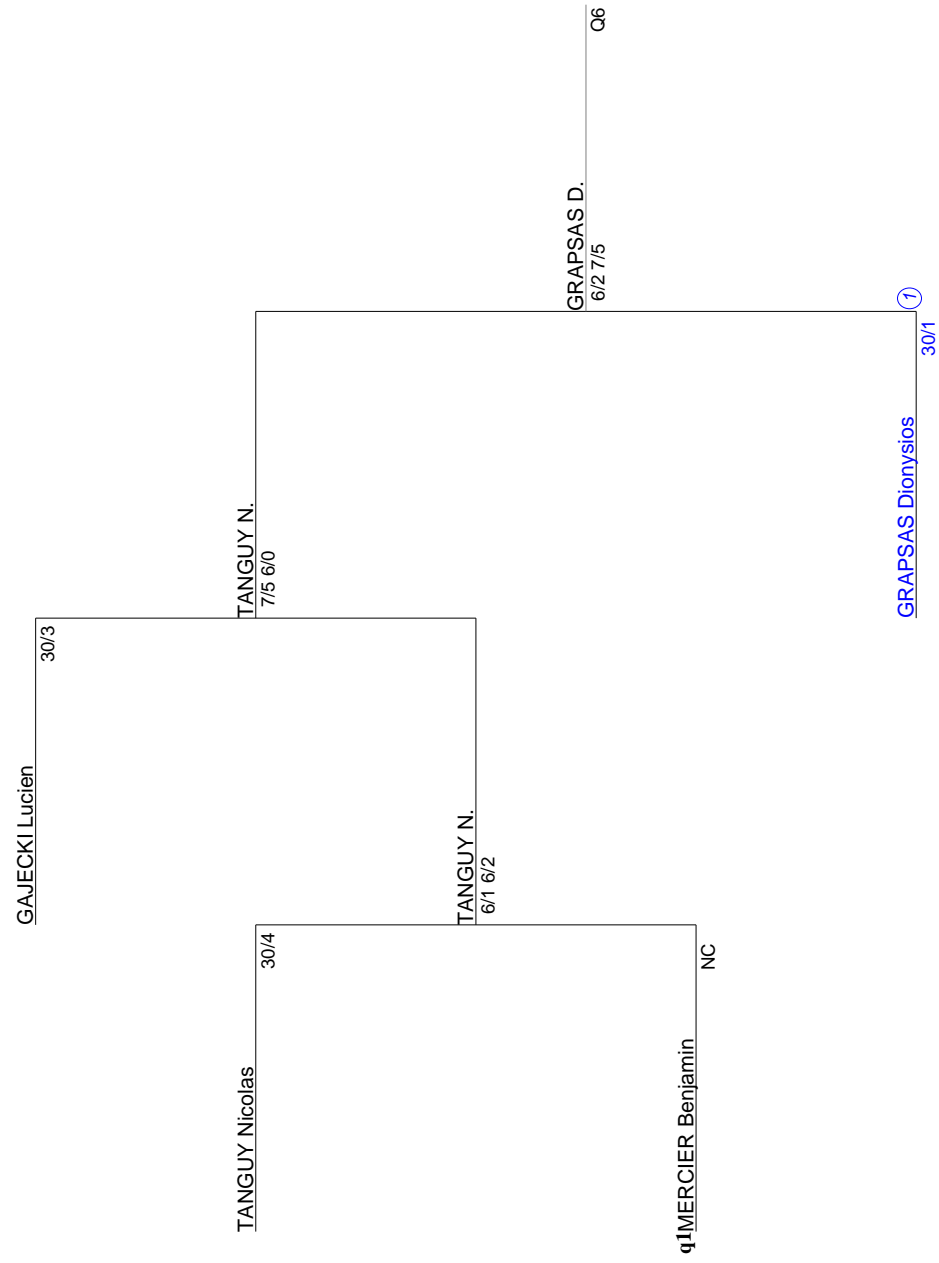 GAJECKI Lucien
30/3
TANGUY Nicolas
30/4
TANGUY N.
7/5 6/0
TANGUY N.
6/1 6/2
GRAPSAS D.
6/2 7/5
Q6
q1MERCIER Benjamin
NC
GRAPSAS Dionysios
1
30/1